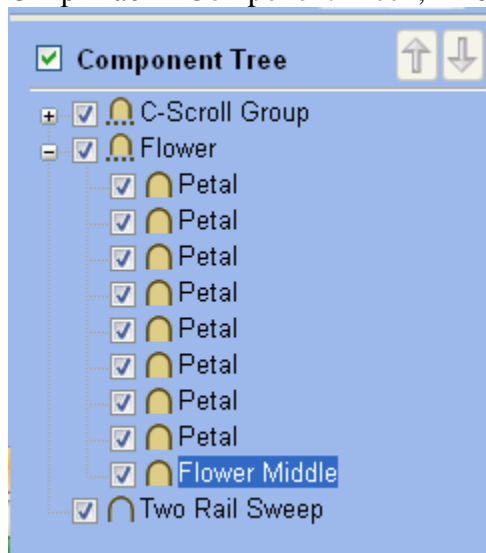 Component Tree
C-Scroll Group
Flower
Petal
Petal
Petal
Petal
Petal
Petal
Petal
Petal
Flower Middle
Two Rail Sweep